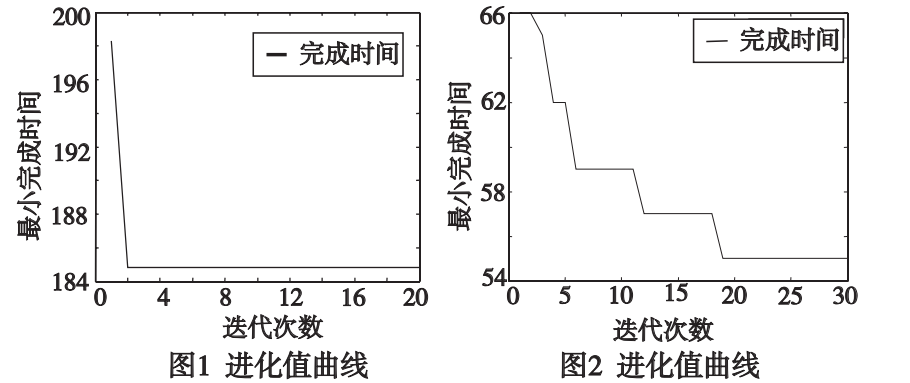 200
196
192
188
184
最小完成时间
完成时间
0 4 8 12 16 20
迭代次数
图1 进化值曲线
66
62
58
54
最小完成时间
完成时间
0 5 10 15 20 25 30
迭代次数
图2 进化值曲线